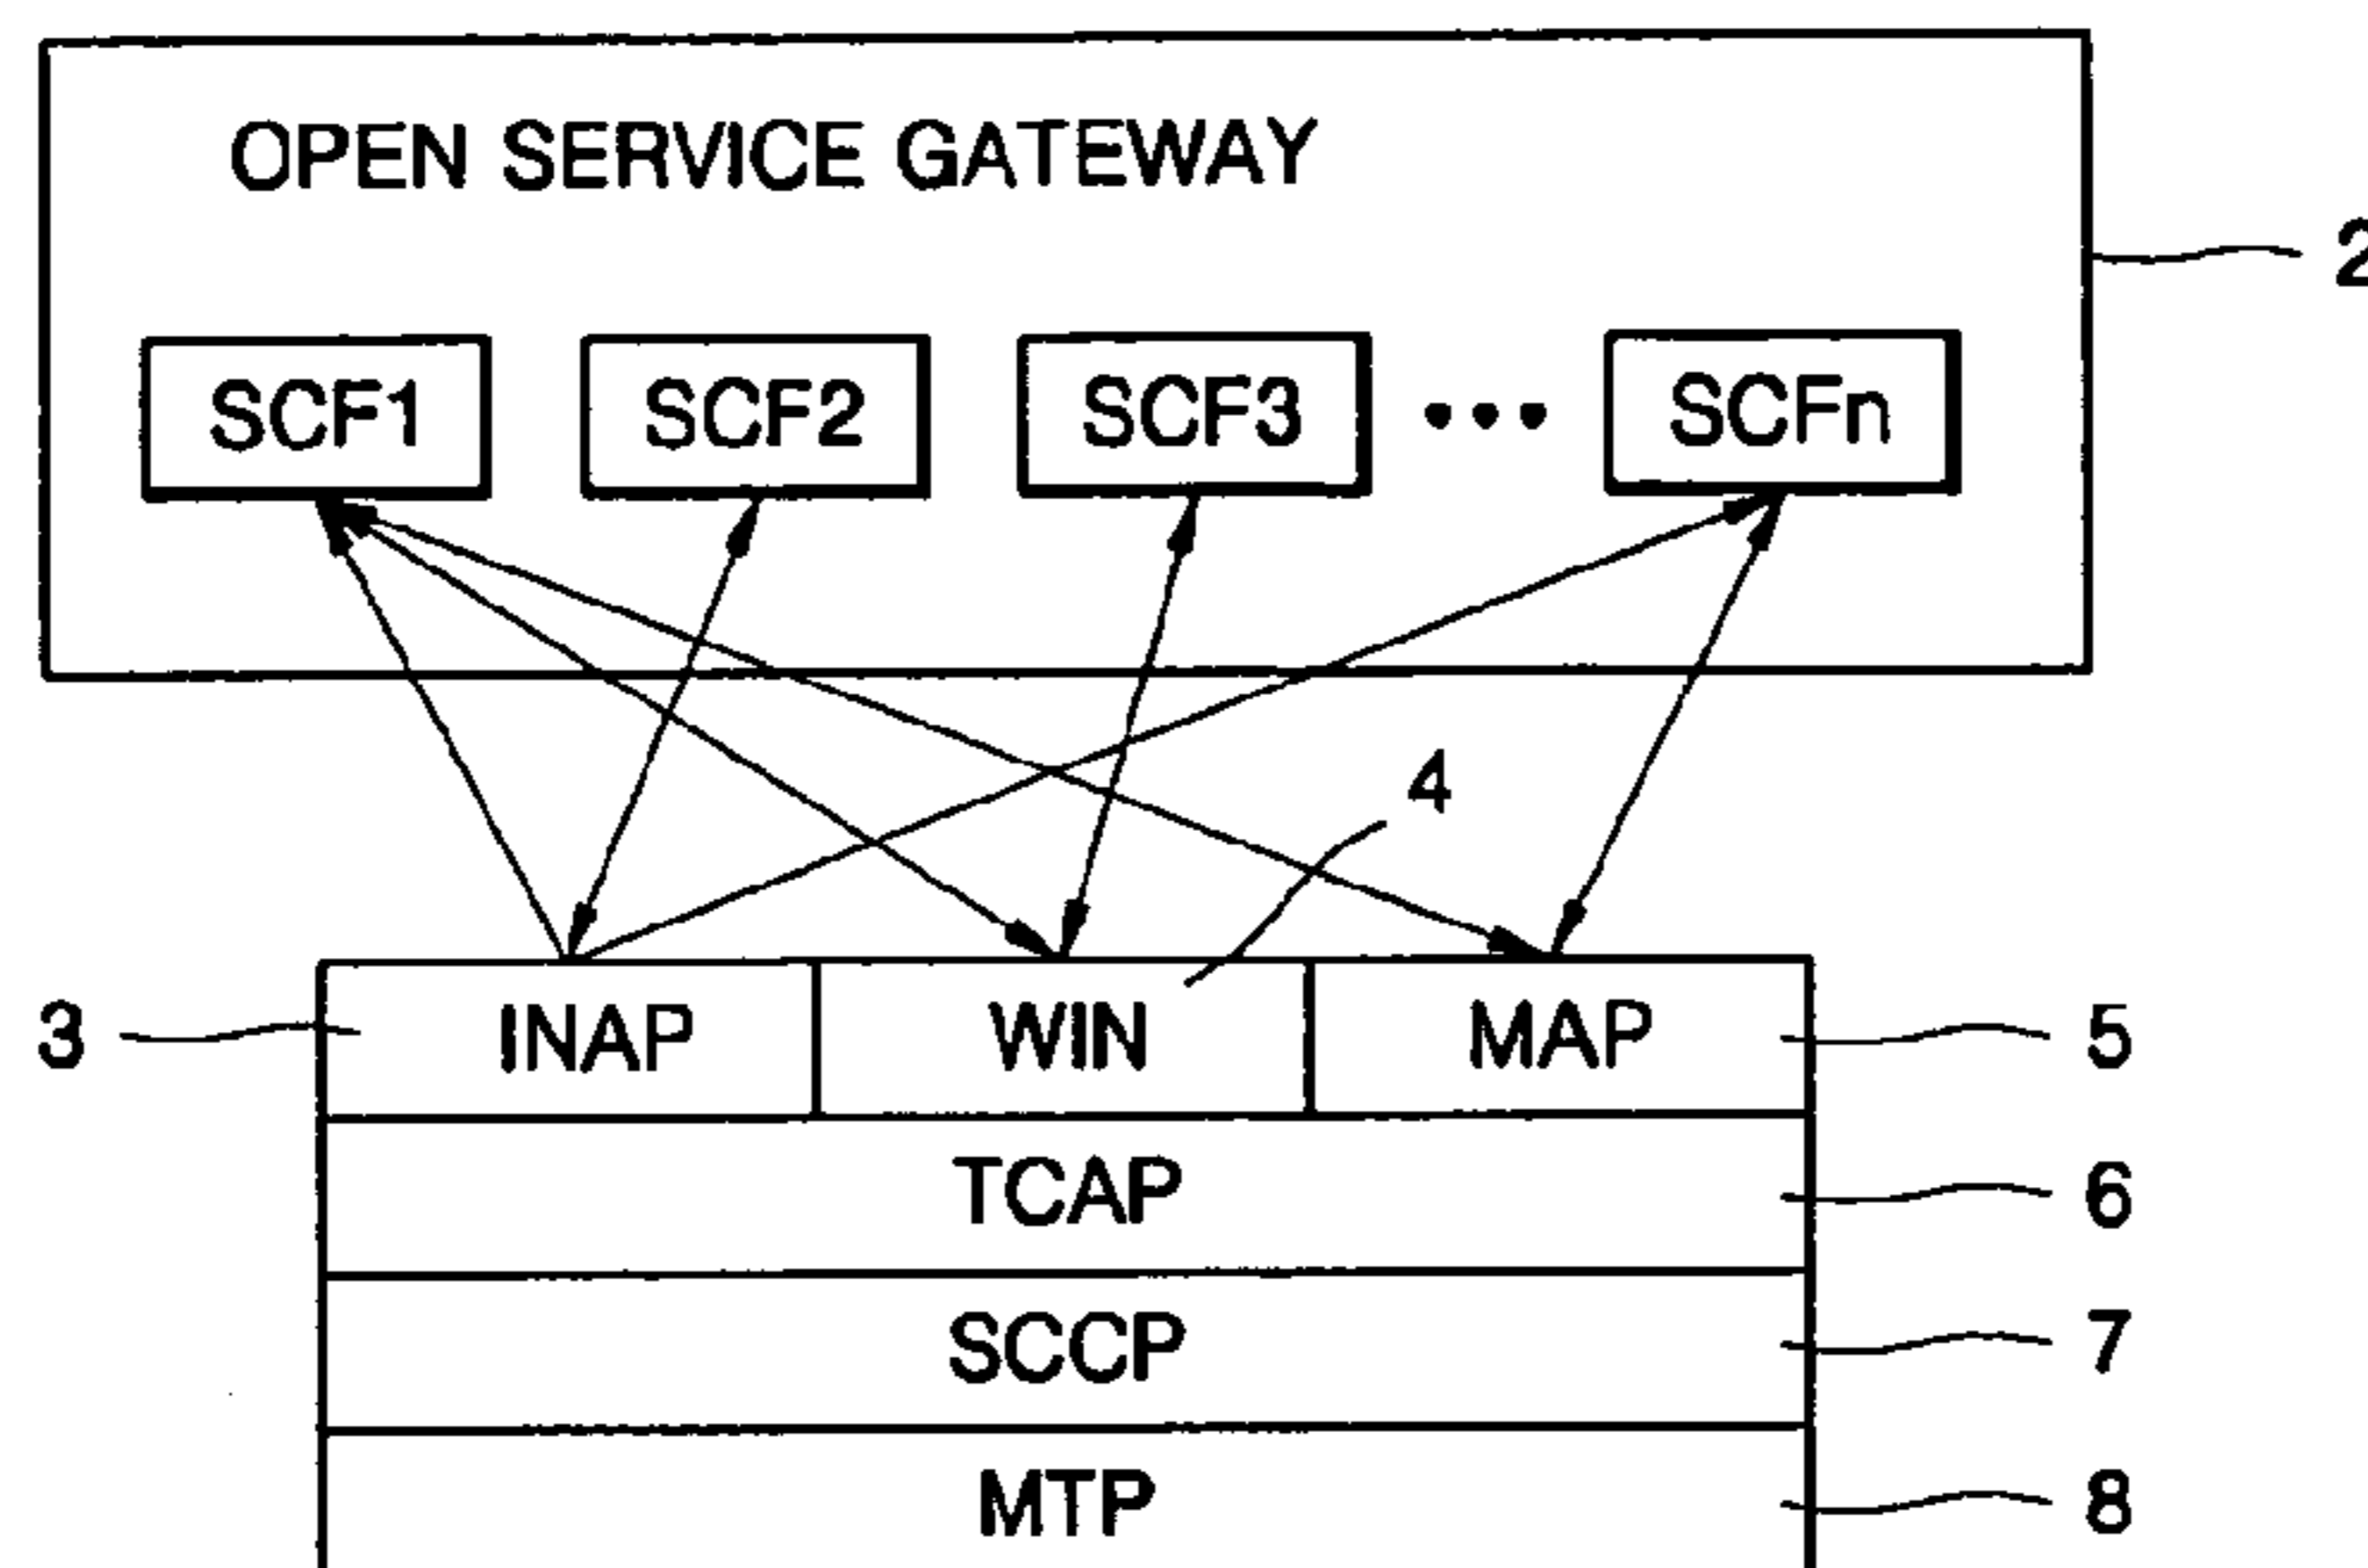 OPEN SERVICE GATEWAY
2
SCF1 SCF2 SCF3 ••• SCFn
4
3 INAP WIN MAP 5
TCAP 6
SCCP 7
MTP 8